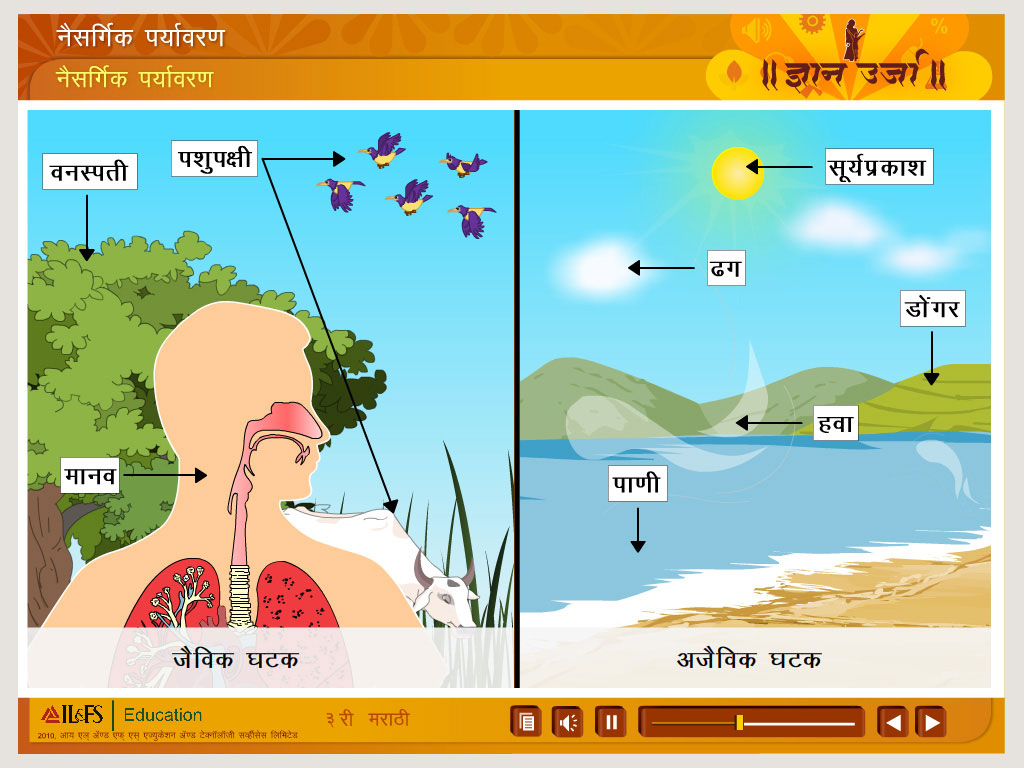 नैसर्गिक पर्यावरण
नैसर्गिक पर्यावरण
॥ ज्ञान उर्जा ॥
%
वनस्पती
पशुपक्षी
मानव
जैविक घटक
सूर्यप्रकाश
ढग
डोंगर
हवा
पाणी
अजैविक घटक
IL&FS Education
३ री मराठी
2010, आय एल् अ‍ॅण्ड एफ् एस् एज्युकेशन अ‍ॅण्ड टेक्नॉलॉजी सर्व्हीसेस लिमिटेड